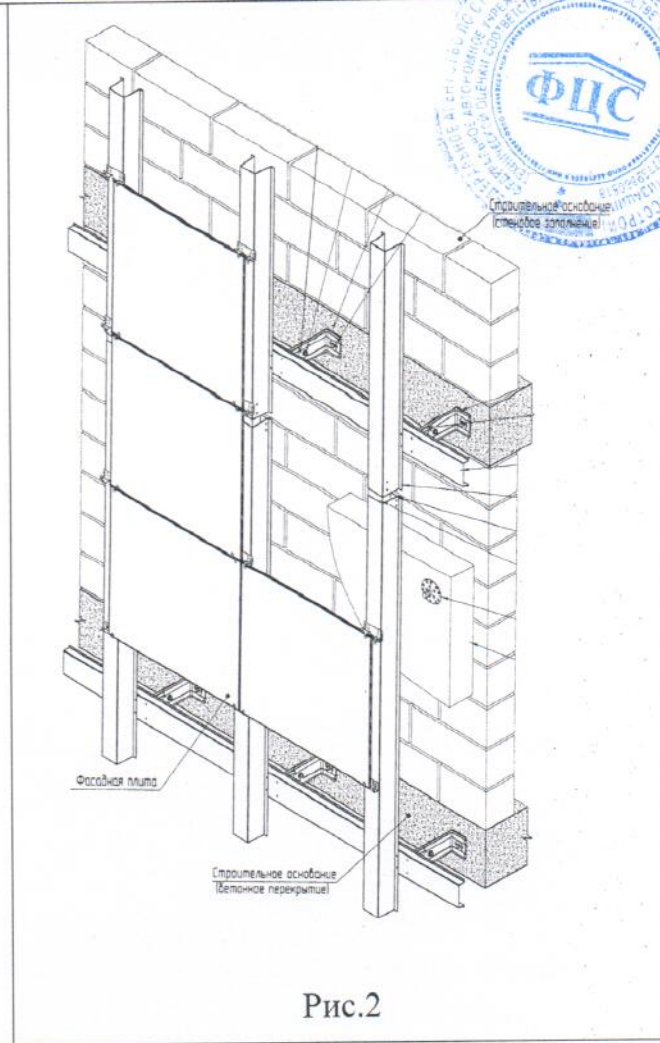 ФЦС
Строительное основание
(стеновое заполнение)
Фасадная плита
Строительное основание
(бетонное перекрытие)
Рис.2